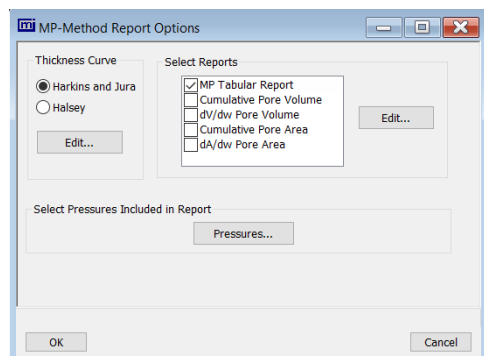 mi MP-Method Report Options
Thickness Curve
Harkins and Jura
Halsey
Edit...
Select Reports
MP Tabular Report
Cumulative Pore Volume
dV/dw Pore Volume
Cumulative Pore Area
dA/dw Pore Area
Edit...
Select Pressures Included in Report
Pressures...
OK
Cancel